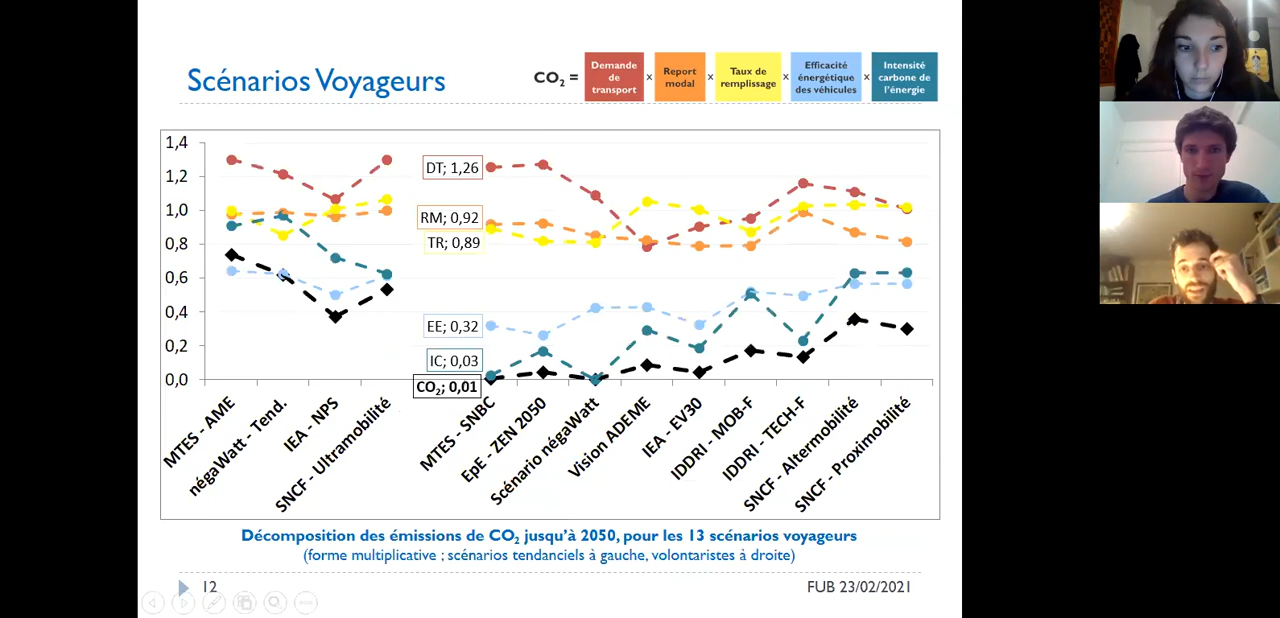 Scénarios Voyageurs
CO2 =
Demande
de
transport
x
Report
modal
x
Taux de
remplissage
x
Efficacité
énergétique
des véhicules
x
Intensité
carbone de
l'énergie
1,4
1,2
1,0
0,8
0,6
0,4
0,2
0,0
DT; 1,26
RM; 0,92
TR; 0,89
EE; 0,32
IC; 0,03
CO2; 0,01
MTES - AME
négaWatt - Tend.
IEA - NPS
SNCF - Ultramobilité
MTES - SNBC
EpE - ZEN 2050
Scénario négaWatt
Vision ADEME
IEA - EV30
IDDRI - MOB-F
IDDRI - TECH-F
SNCF - Altermobilité
SNCF - Proximobilité
Décomposition des émissions de CO2 jusqu'à 2050, pour les 13 scénarios voyageurs
(forme multiplicative ; scénarios tendanciels à gauche, volontaristes à droite)
12
FUB 23/02/2021